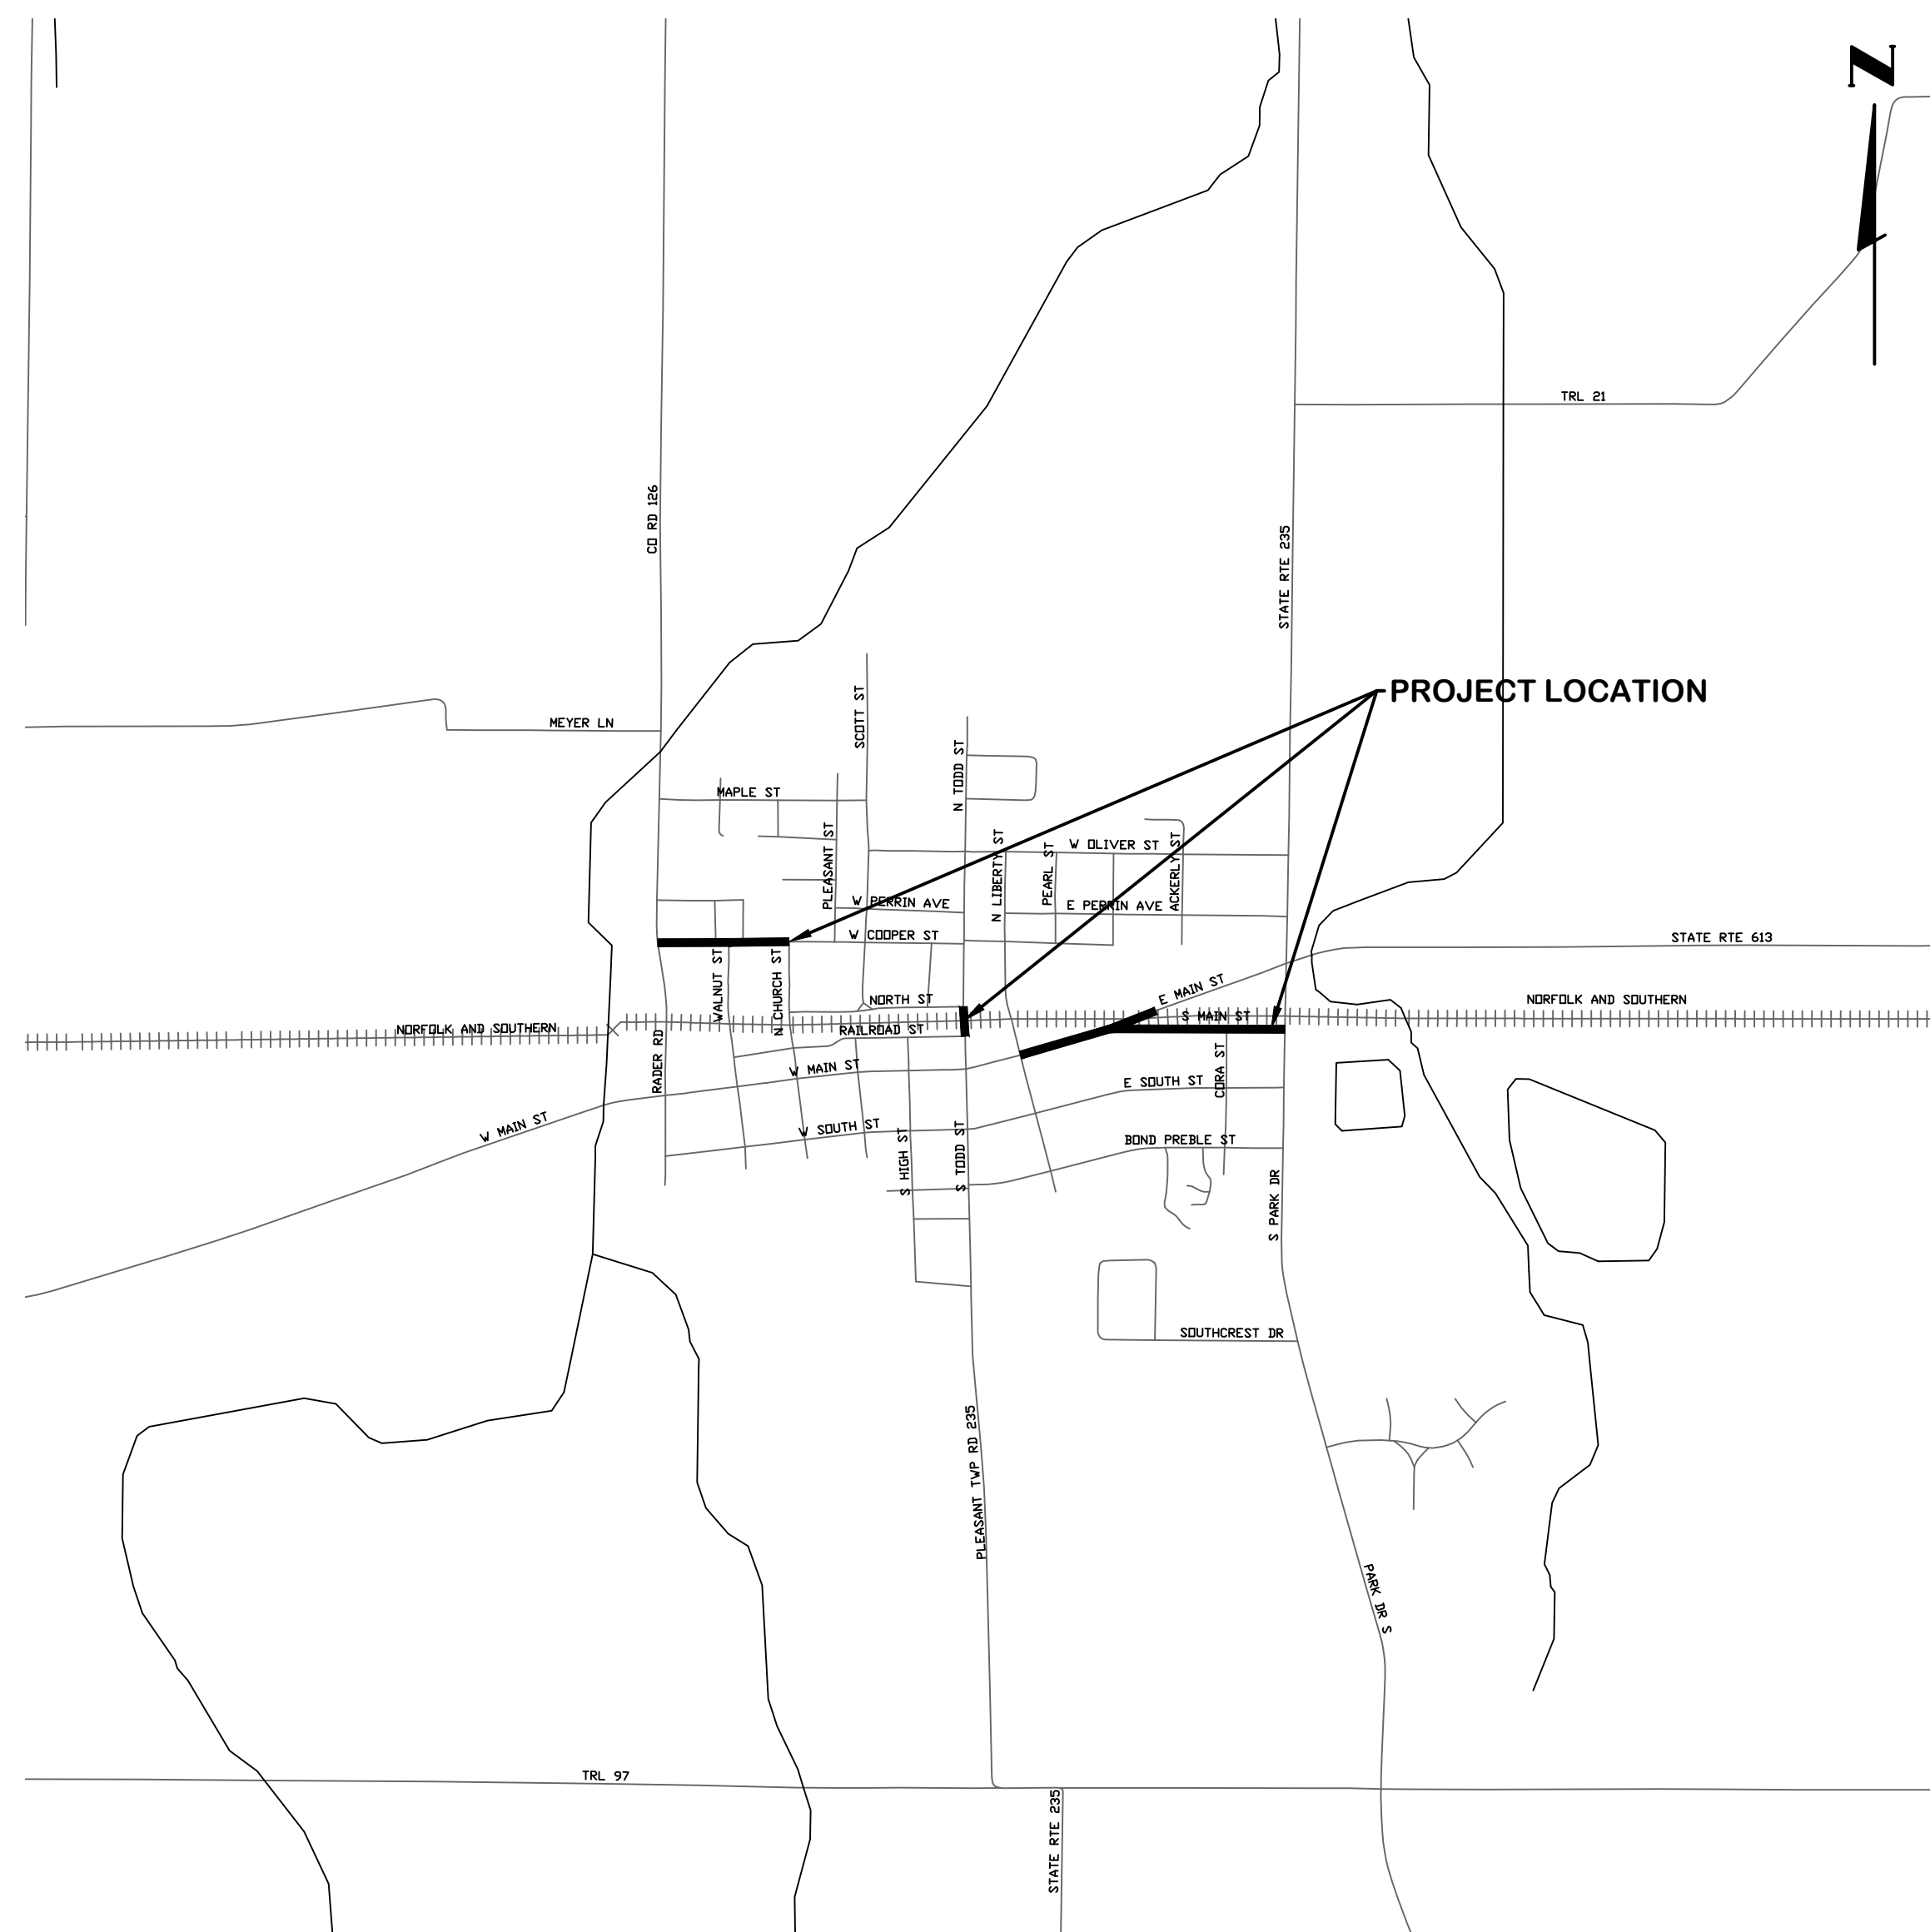 N
TRL 21
CO RD 126
STATE RTE 235
PROJECT LOCATION
MEYER LN
SCOTT ST
N TODD ST
MAPLE ST
PLEASANT ST
N LIBERTY ST
PEARL ST
W OLIVER ST
ACKERLY ST
W PERRIN AVE
E PERRIN AVE
W COOPER ST
STATE RTE 613
WALNUT ST
N CHURCH ST
NORTH ST
E MAIN ST
NORFOLK AND SOUTHERN
S MAIN ST
NORFOLK AND SOUTHERN
RAILROAD ST
RADER RD
W MAIN ST
CORA ST
E SOUTH ST
W MAIN ST
W SOUTH ST
S HIGH ST
S TODD ST
BOND PREBLE ST
S PARK DR
SOUTHCREST DR
PLEASANT TWP RD 235
PARK DR S
TRL 97
STATE RTE 235